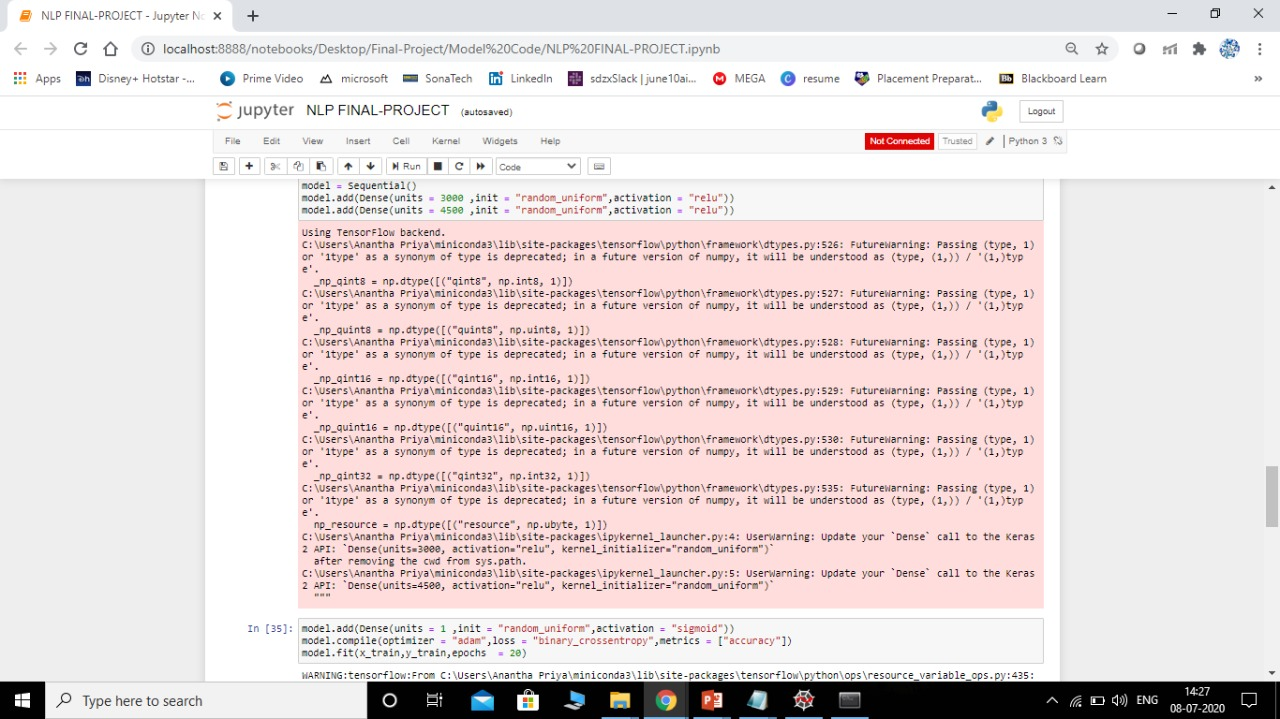 NLP FINAL-PROJECT - Jupyter No
localhost:8888/notebooks/Desktop/Final-Project/Model%20Code/NLP%20FINAL-PROJECT.ipynb
Apps Disney+ Hotstar -... Prime Video microsoft SonaTech LinkedIn sdzxSlack | june10ai... MEGA resume Placement Preparat... Blackboard Learn »
jupyter NLP FINAL-PROJECT (autosaved) Logout
File Edit View Insert Cell Kernel Widgets Help Not Connected Trusted Python 3
Run Code
model = Sequential()
model.add(Dense(units = 3000 ,init = "random_uniform",activation = "relu"))
model.add(Dense(units = 4500 ,init = "random_uniform",activation = "relu"))
Using TensorFlow backend.
C:\Users\Anantha Priya\miniconda3\lib\site-packages\tensorflow\python\framework\dtypes.py:526: FutureWarning: Passing (type, 1)
or '1type' as a synonym of type is deprecated; in a future version of numpy, it will be understood as (type, (1,)) / '(1,)typ
e'.
_np_qint8 = np.dtype([("qint8", np.int8, 1)])
C:\Users\Anantha Priya\miniconda3\lib\site-packages\tensorflow\python\framework\dtypes.py:527: FutureWarning: Passing (type, 1)
or '1type' as a synonym of type is deprecated; in a future version of numpy, it will be understood as (type, (1,)) / '(1,)typ
e'.
_np_quint8 = np.dtype([("quint8", np.uint8, 1)])
C:\Users\Anantha Priya\miniconda3\lib\site-packages\tensorflow\python\framework\dtypes.py:528: FutureWarning: Passing (type, 1)
or '1type' as a synonym of type is deprecated; in a future version of numpy, it will be understood as (type, (1,)) / '(1,)typ
e'.
_np_qint16 = np.dtype([("qint16", np.int16, 1)])
C:\Users\Anantha Priya\miniconda3\lib\site-packages\tensorflow\python\framework\dtypes.py:529: FutureWarning: Passing (type, 1)
or '1type' as a synonym of type is deprecated; in a future version of numpy, it will be understood as (type, (1,)) / '(1,)typ
e'.
_np_quint16 = np.dtype([("quint16", np.uint16, 1)])
C:\Users\Anantha Priya\miniconda3\lib\site-packages\tensorflow\python\framework\dtypes.py:530: FutureWarning: Passing (type, 1)
or '1type' as a synonym of type is deprecated; in a future version of numpy, it will be understood as (type, (1,)) / '(1,)typ
e'.
_np_qint32 = np.dtype([("qint32", np.int32, 1)])
C:\Users\Anantha Priya\miniconda3\lib\site-packages\tensorflow\python\framework\dtypes.py:535: FutureWarning: Passing (type, 1)
or '1type' as a synonym of type is deprecated; in a future version of numpy, it will be understood as (type, (1,)) / '(1,)typ
e'.
np_resource = np.dtype([("resource", np.ubyte, 1)])
C:\Users\Anantha Priya\miniconda3\lib\site-packages\ipykernel_launcher.py:4: UserWarning: Update your `Dense` call to the Keras
2 API: `Dense(units=3000, activation="relu", kernel_initializer="random_uniform")`
after removing the cwd from sys.path.
C:\Users\Anantha Priya\miniconda3\lib\site-packages\ipykernel_launcher.py:5: UserWarning: Update your `Dense` call to the Keras
2 API: `Dense(units=4500, activation="relu", kernel_initializer="random_uniform")`
"""
In [35]: model.add(Dense(units = 1 ,init = "random_uniform",activation = "sigmoid"))
model.compile(optimizer = "adam",loss = "binary_crossentropy",metrics = ["accuracy"])
model.fit(x_train,y_train,epochs = 20)
WARNING:tensorflow:From C:\Users\Anantha Priya\miniconda3\lib\site-packages\tensorflow\python\ops\resource_variable_ops.py:435:
Type here to search ENG 14:27
08-07-2020